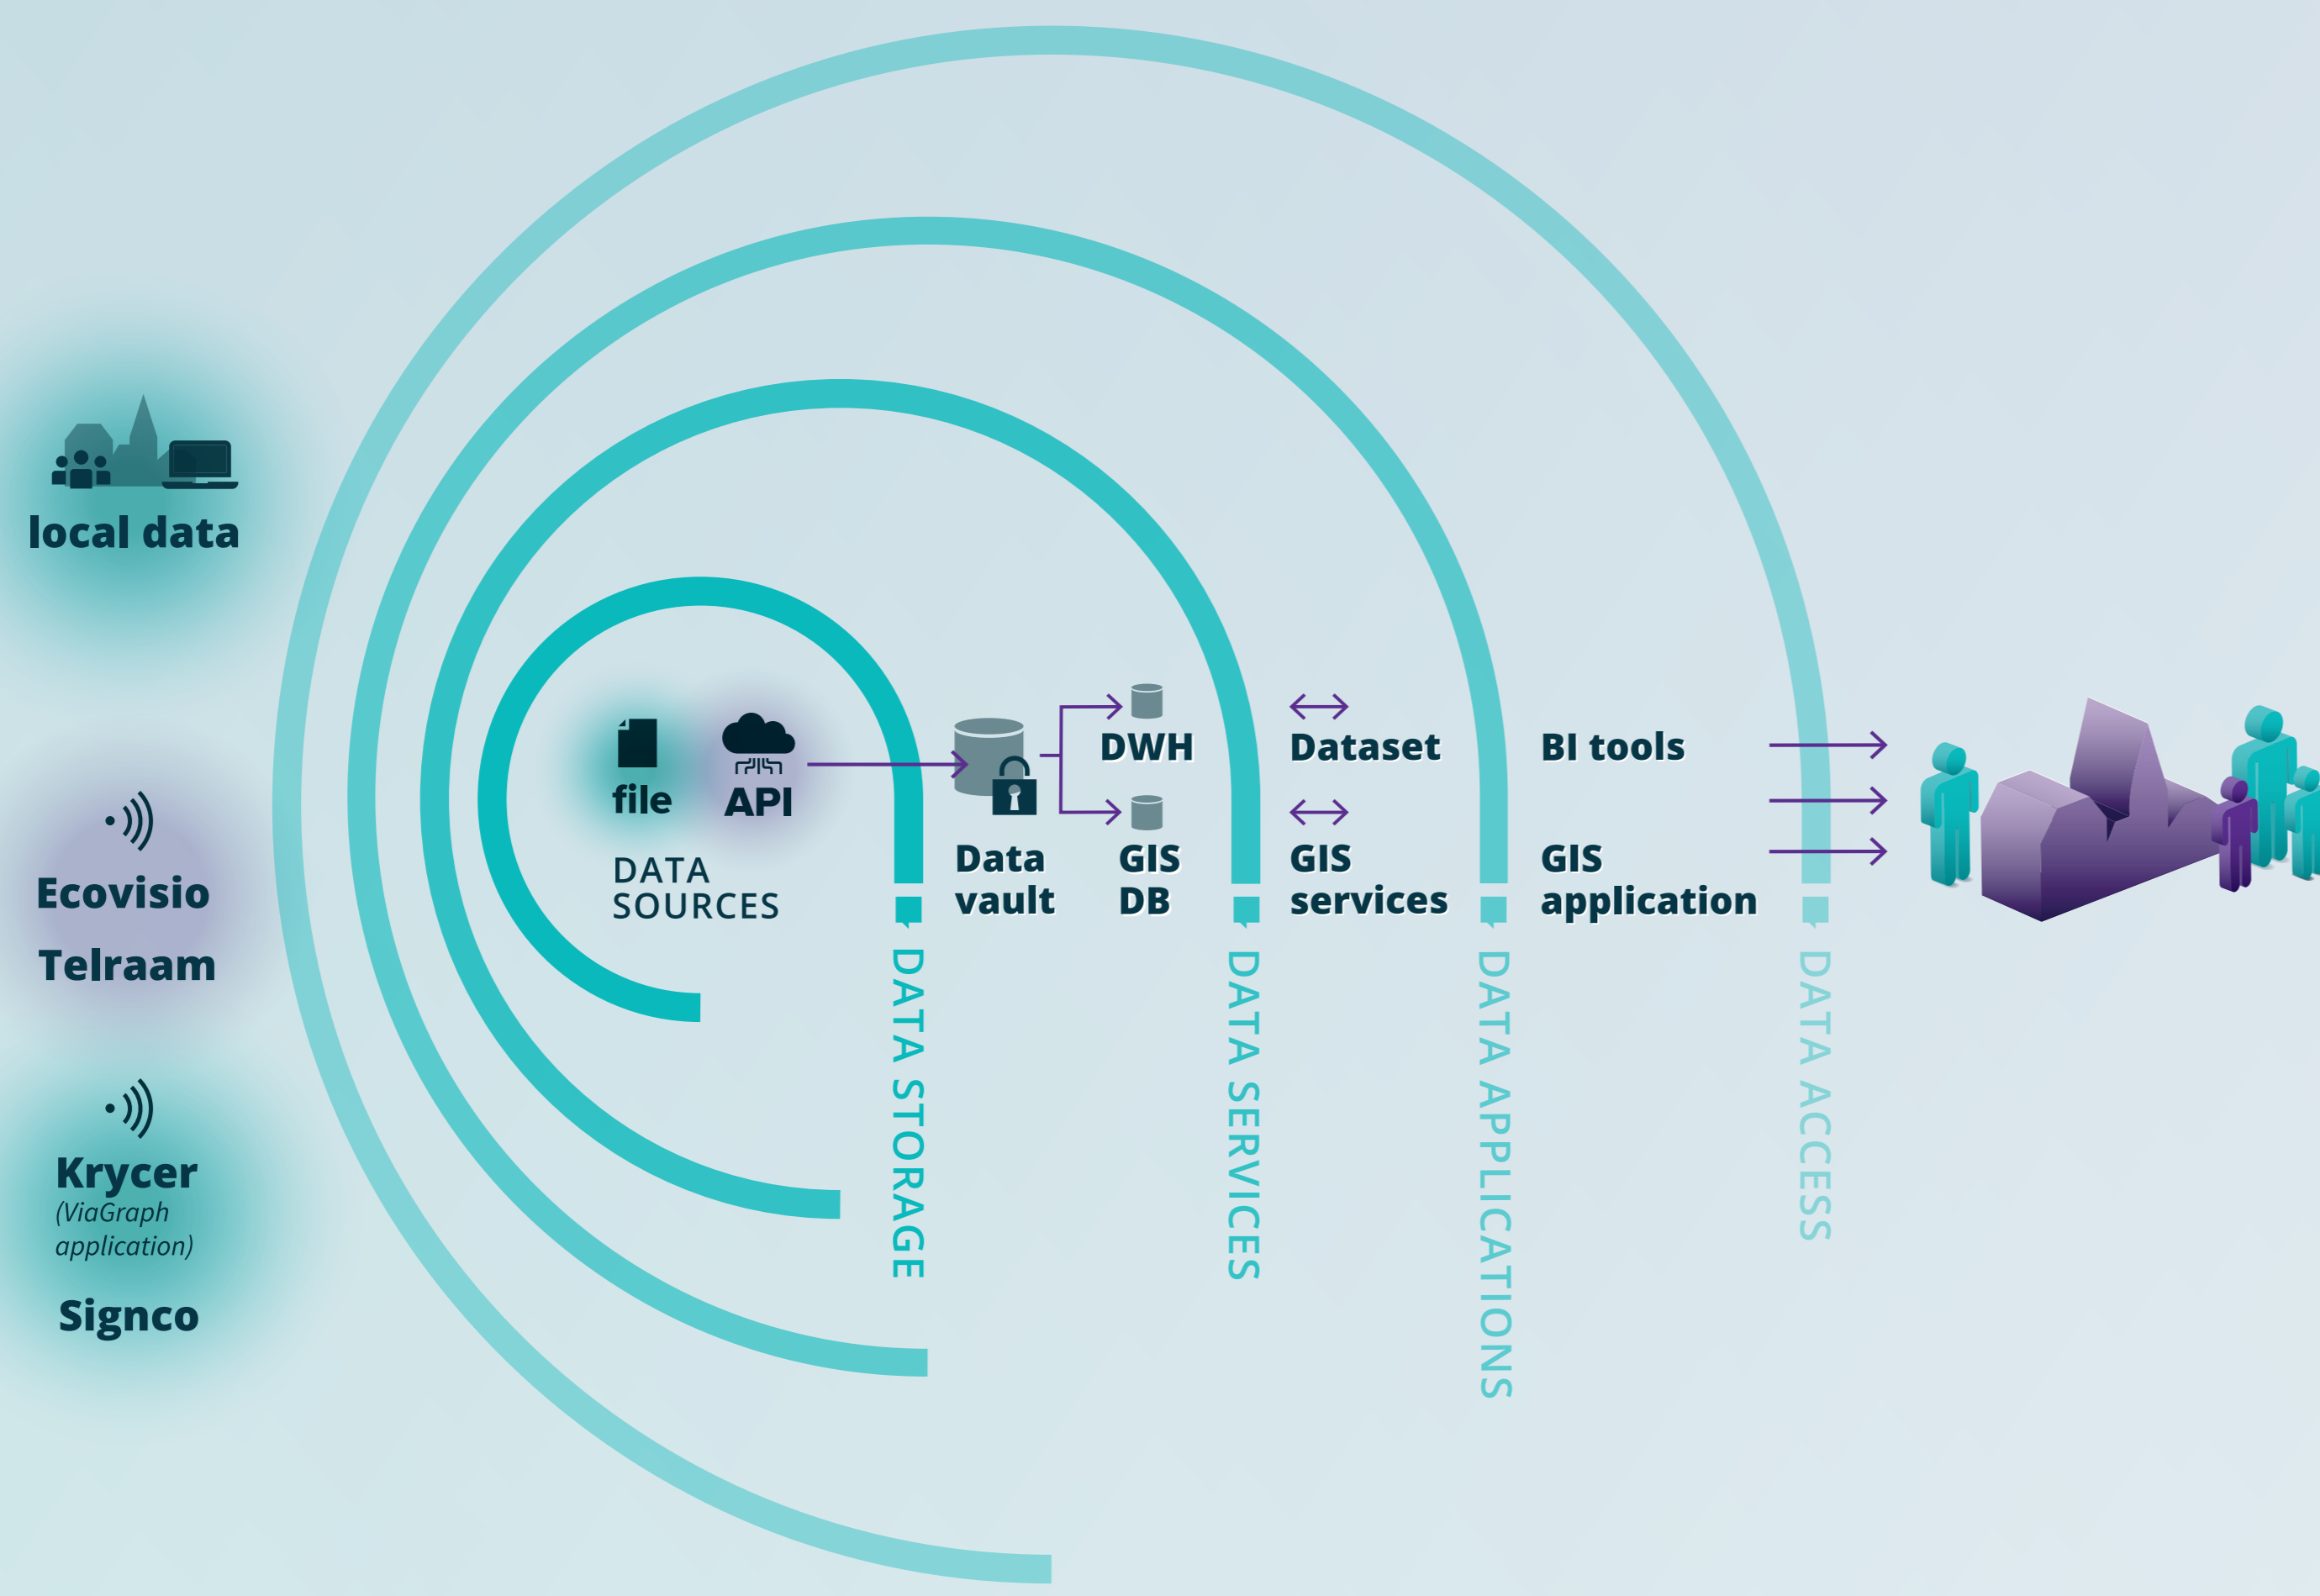 local data
Ecovisio
Telraam
Krycer
(ViaGraph
application)
Signco
file
API
DATA
SOURCES
Data
vault
DWH
GIS
DB
Dataset
GIS
services
BI tools
GIS
application
DATA STORAGE
DATA SERVICES
DATA APPLICATIONS
DATA ACCESS